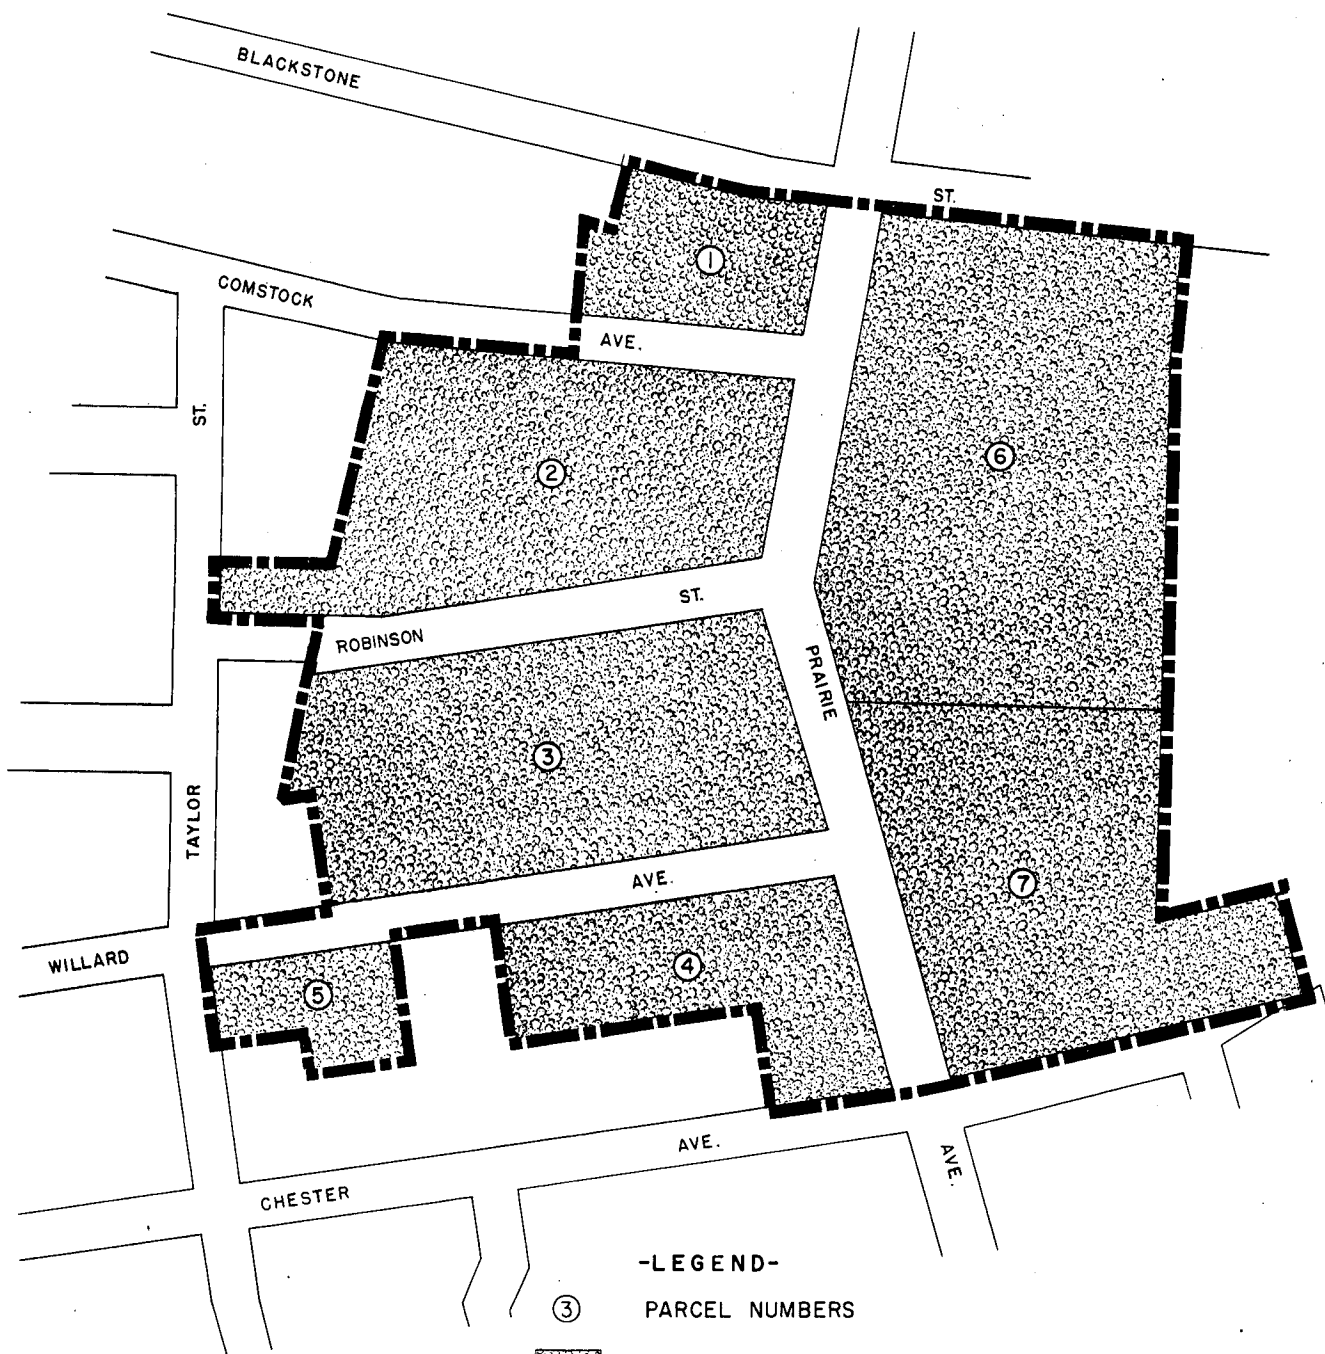 BLACKSTONE
ST.
1
COMSTOCK
AVE.
ST.
2
6
ST.
ROBINSON
PRAIRIE
3
TAYLOR
AVE.
7
WILLARD
4
5
AVE.
AVE.
CHESTER
-LEGEND-
3 PARCEL NUMBERS